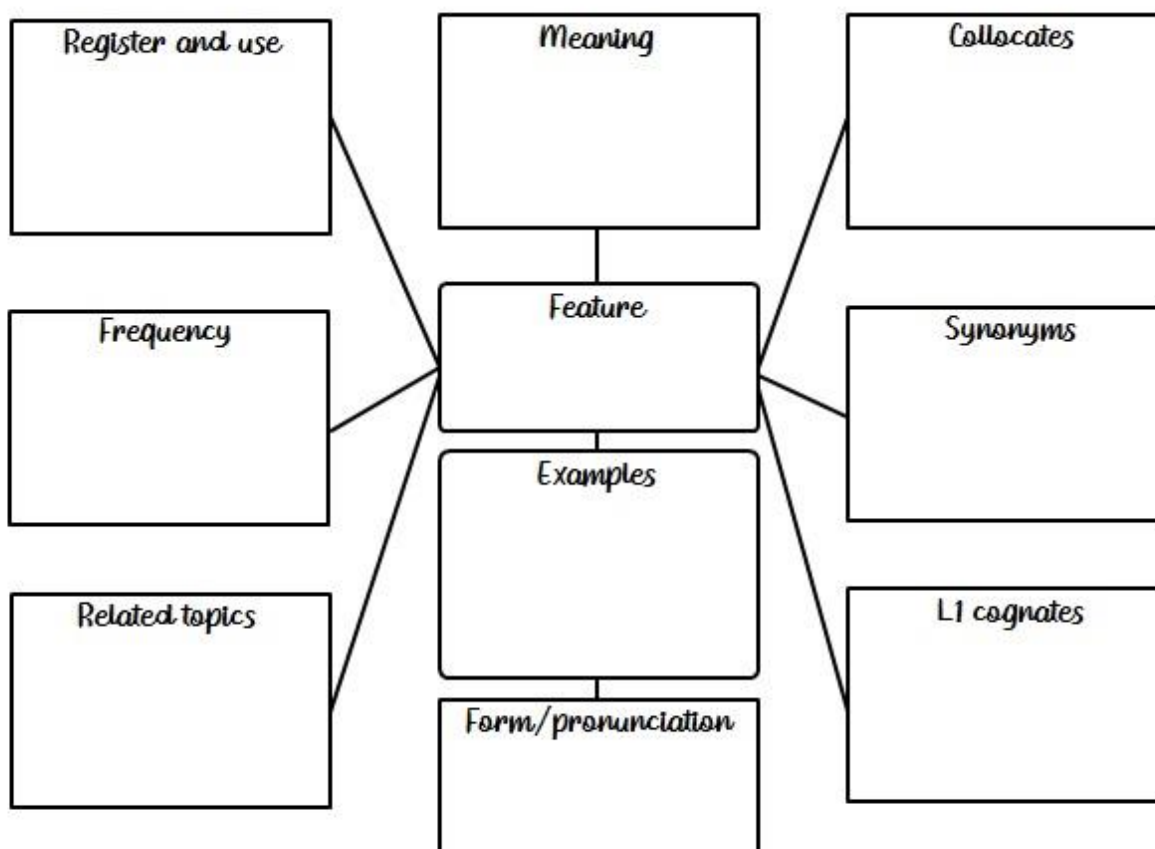 Register and use
Meaning
Collocates
Frequency
Feature
Synonyms
Examples
Related topics
L1 cognates
Form/pronunciation